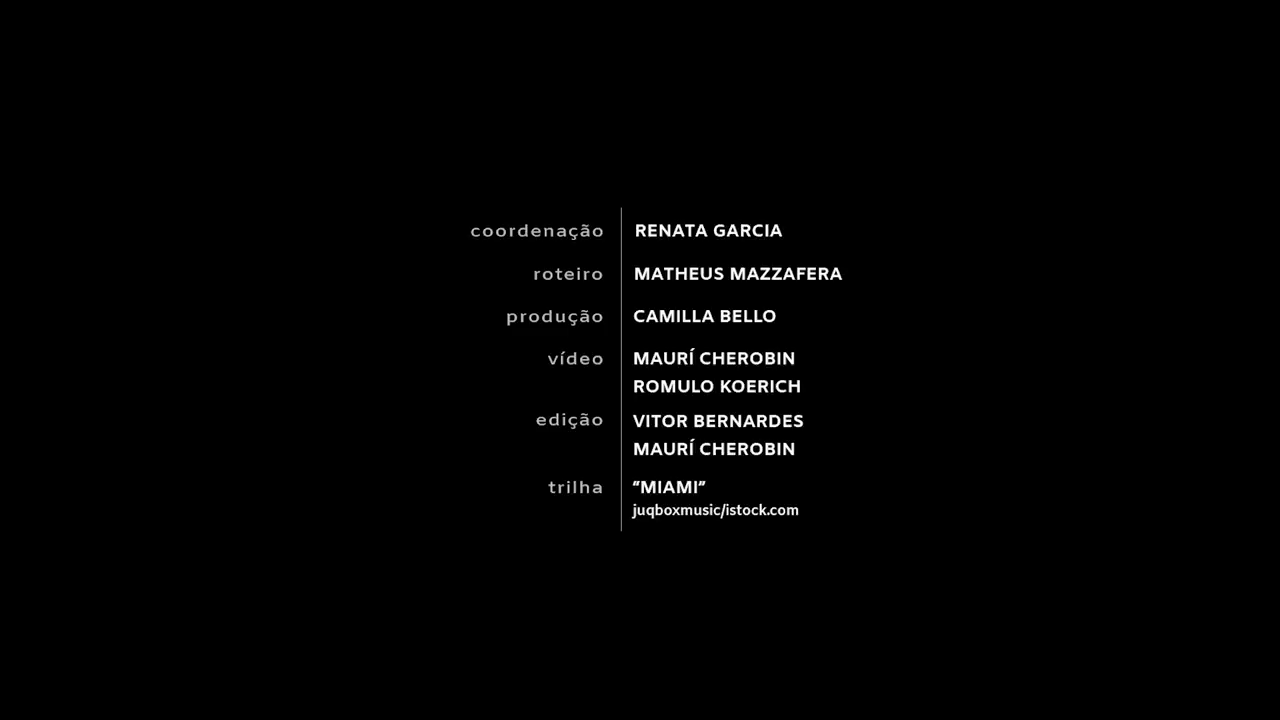 coordenação RENATA GARCIA
roteiro MATHEUS MAZZAFERA
produção CAMILLA BELLO
vídeo MAURÍ CHEROBIN
ROMULO KOERICH
edição VITOR BERNARDES
MAURÍ CHEROBIN
trilha "MIAMI"
juqboxmusic/istock.com